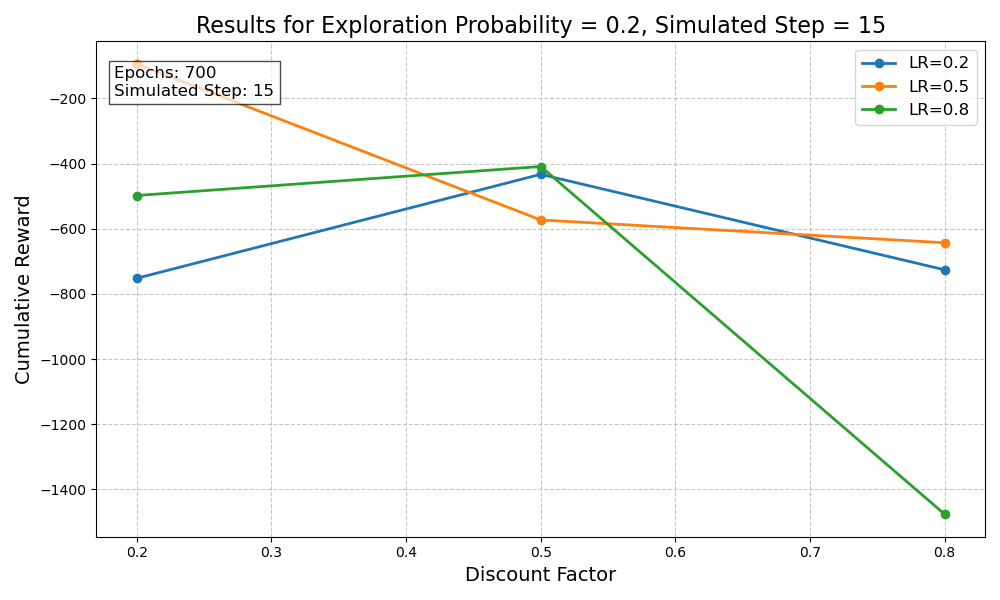 Results for Exploration Probability = 0.2, Simulated Step = 15
Epochs: 700
Simulated Step: 15
LR=0.2
LR=0.5
LR=0.8
Cumulative Reward
−200
−400
−600
−800
−1000
−1200
−1400
0.2 0.3 0.4 0.5 0.6 0.7 0.8
Discount Factor